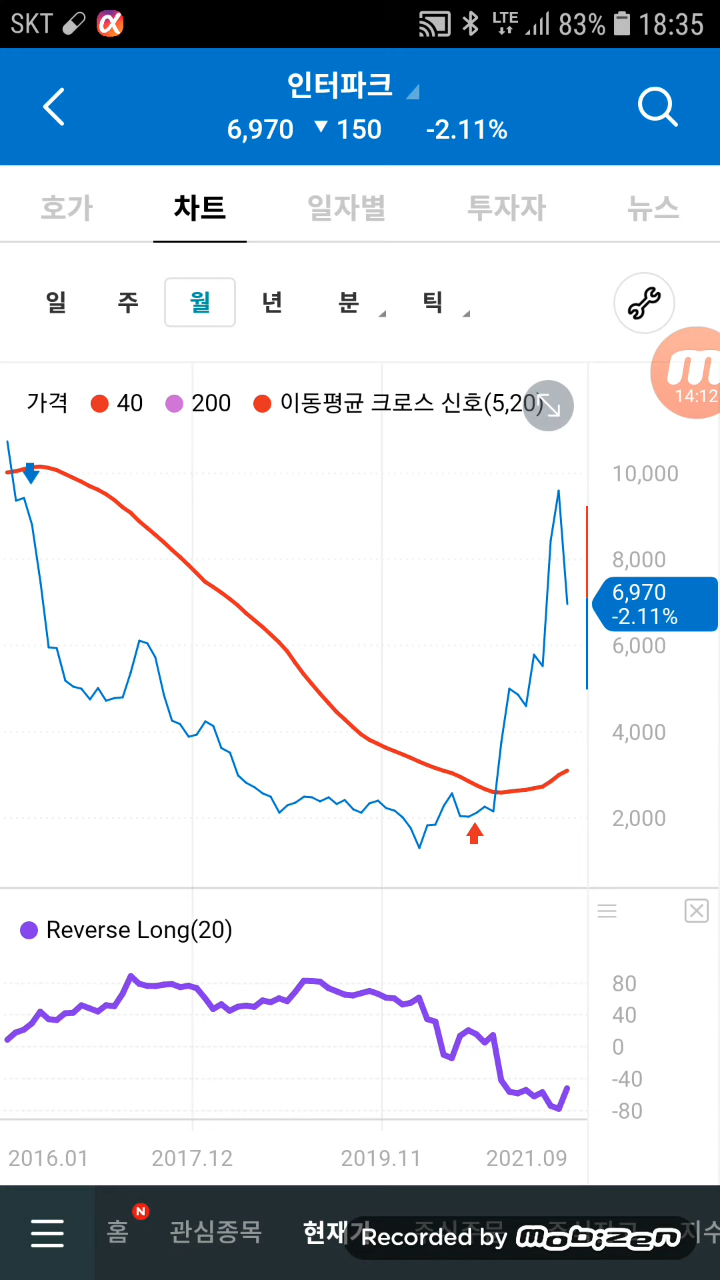 SKT LTE 83% 18:35
인터파크
6,970 ▼ 150 -2.11%
호가 차트 일자별 투자자 뉴스
일 주 월 년 분 틱
14:12
가격 40 200 이동평균 크로스 신호(5,20)
10,000
8,000
6,970
-2.11%
6,000
4,000
2,000
Reverse Long(20)
80
40
0
-40
-80
2016.01 2017.12 2019.11 2021.09
N
홈 관심종목 현재가
Recorded by mobizen